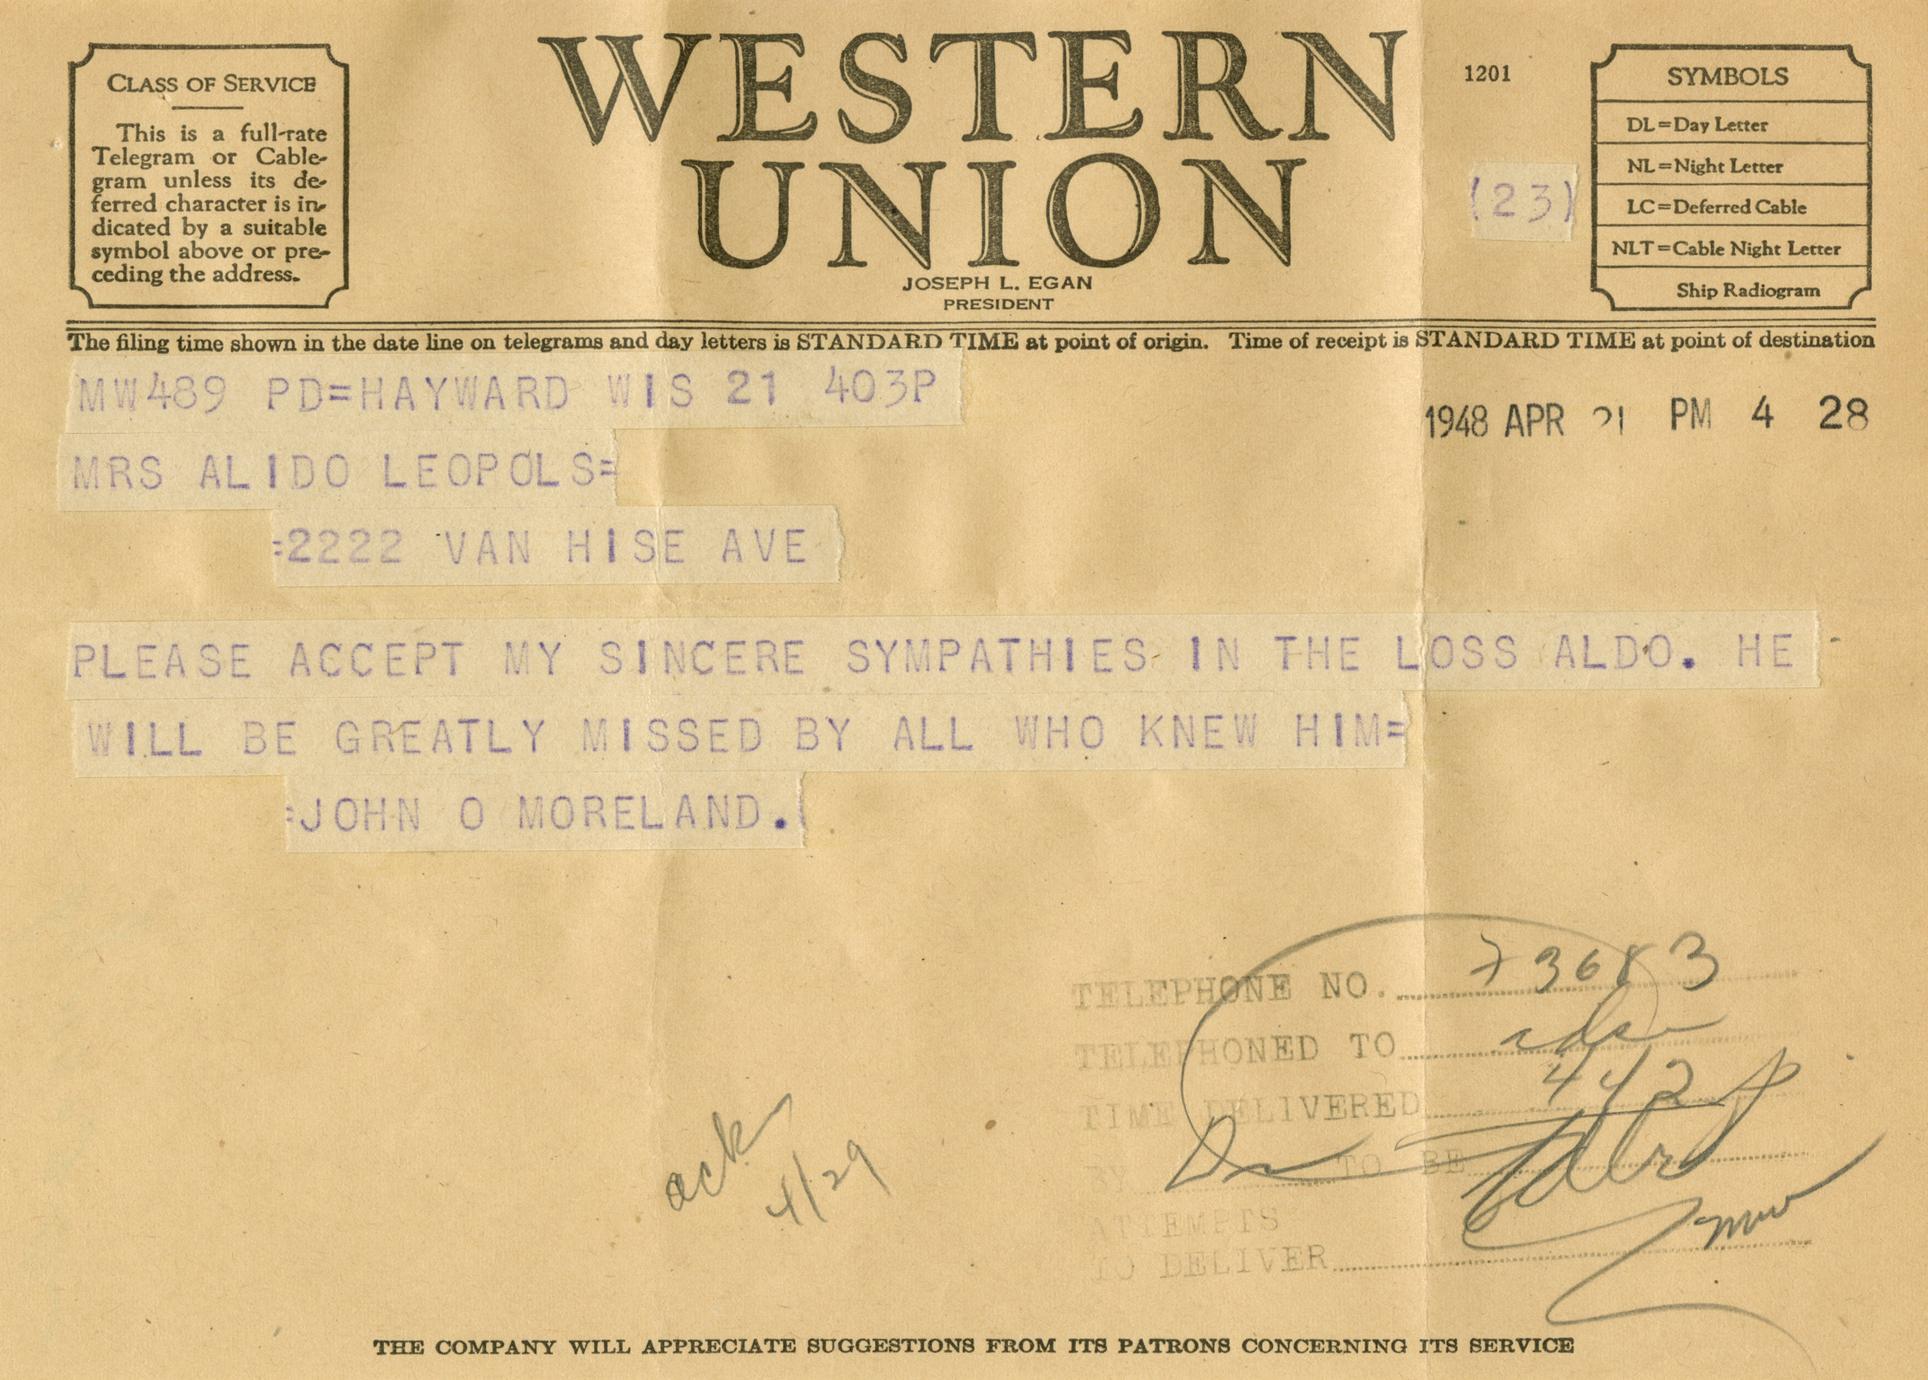 CLASS OF SERVICE
This is a full-rate
Telegram or Cable-
gram unless its de-
ferred character is in-
dicated by a suitable
symbol above or pre-
ceding the address.
WESTERN
UNION
JOSEPH L. EGAN
PRESIDENT
1201
(23)
SYMBOLS
DL=Day Letter
NL=Night Letter
LC=Deferred Cable
NLT=Cable Night Letter
Ship Radiogram
The filing time shown in the date line on telegrams and day letters is STANDARD TIME at point of origin. Time of receipt is STANDARD TIME at point of destination
MW489 PD=HAYWARD WIS 21 403P
1948 APR 21 PM 4 28
MRS ALIDO LEOPOLS=
=2222 VAN HISE AVE
PLEASE ACCEPT MY SINCERE SYMPATHIES IN THE LOSS ALDO. HE
WILL BE GREATLY MISSED BY ALL WHO KNEW HIM=
=JOHN O MORELAND.
TELEPHONE NO. 73683
TELEPHONED TO
TIME DELIVERED 442 P
BY TO BE
ATTEMPTS
TO DELIVER
ack
4/29
THE COMPANY WILL APPRECIATE SUGGESTIONS FROM ITS PATRONS CONCERNING ITS SERVICE